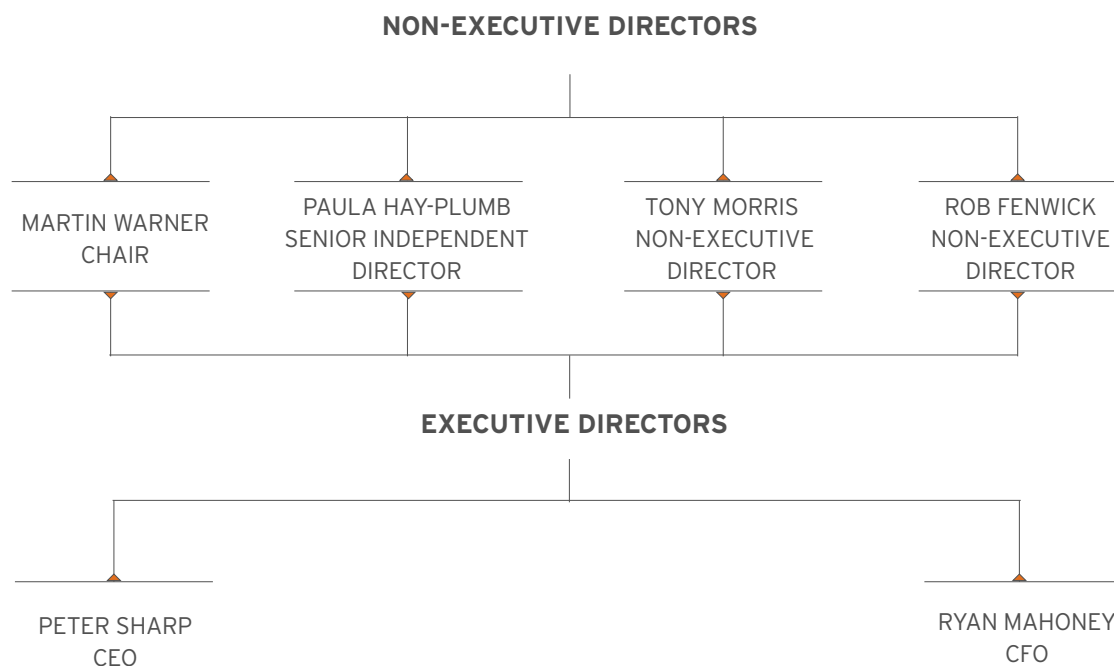 NON-EXECUTIVE DIRECTORS
MARTIN WARNER
CHAIR
PAULA HAY-PLUMB
SENIOR INDEPENDENT
DIRECTOR
TONY MORRIS
NON-EXECUTIVE
DIRECTOR
ROB FENWICK
NON-EXECUTIVE
DIRECTOR
EXECUTIVE DIRECTORS
PETER SHARP
CEO
RYAN MAHONEY
CFO